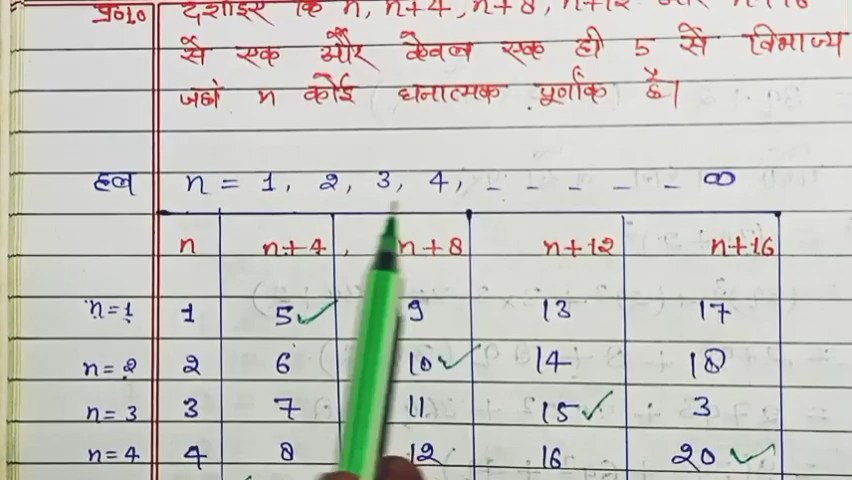 प्र०10 दर्शाइए कि n, n+4, n+8, n+12 और n+16
से एक और केवल एक ही 5 से विभाज्य
जहाँ n कोई धनात्मक पूर्णांक है।
हल n = 1, 2, 3, 4, _ _ _ _ _ ∞
n n+4, n+8 n+12 n+16
n=1 1 5✓ 9 13 17
n=2 2 6 10✓ 14 18
n=3 3 7 11 15✓ 3
n=4 4 8 12 16 20✓